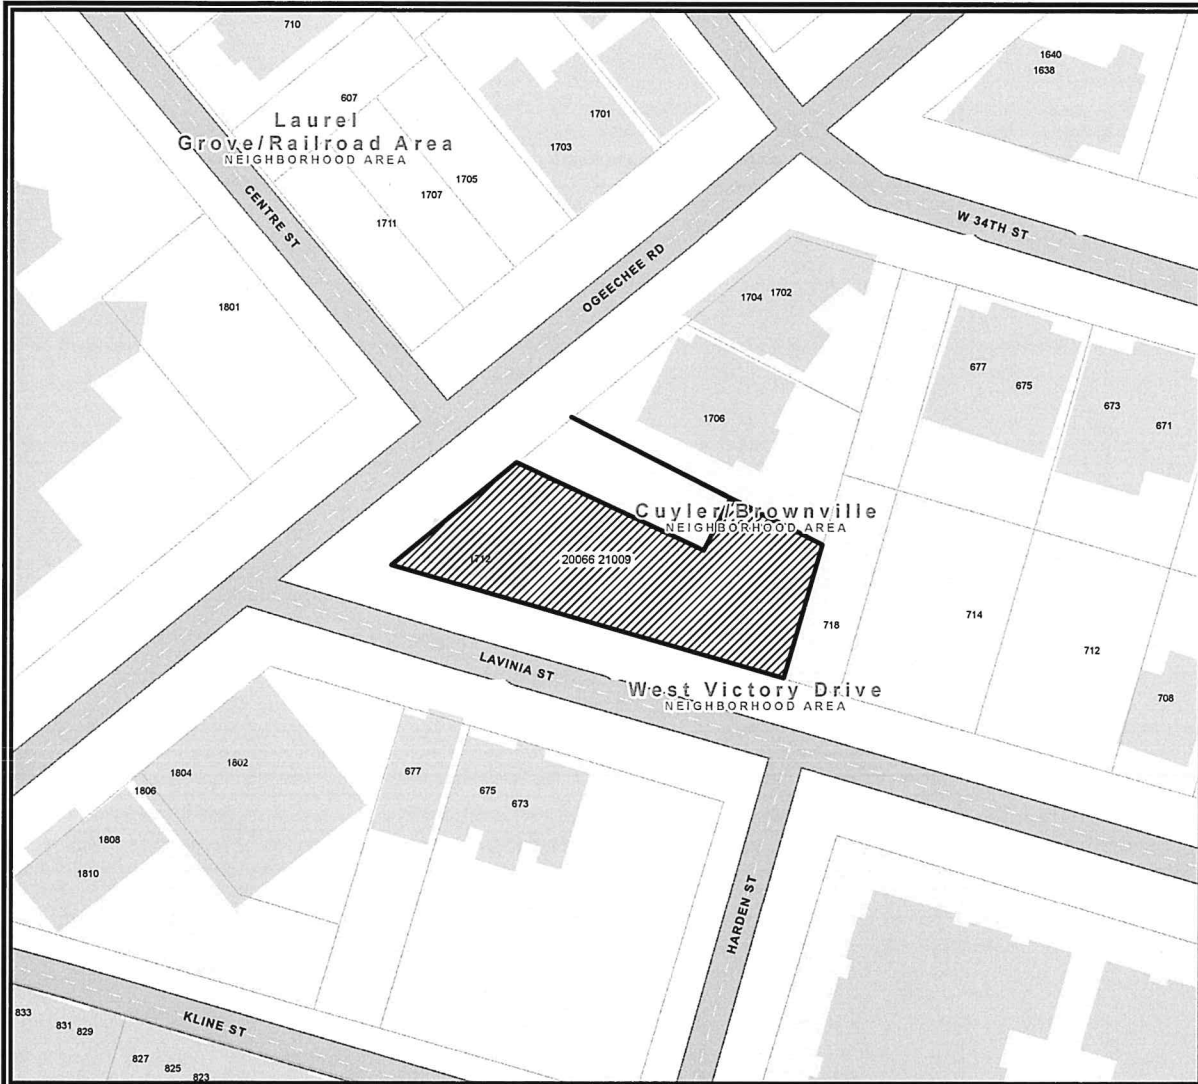 710
1640
1638
607
1701
Laurel
Grove/Railroad Area
NEIGHBORHOOD AREA
1703
1705
1707
1711
CENTRE ST
W 34TH ST
OGEECHEE RD
1801
1704
1702
677
675
673
671
1706
Cuyler/Brownville
NEIGHBORHOOD AREA
1712
20066 21009
718
714
712
708
LAVINIA ST
West Victory Drive
NEIGHBORHOOD AREA
1804
1802
1806
677
675
673
1808
1810
HARDEN ST
833
831
829
KLINE ST
827
825
823